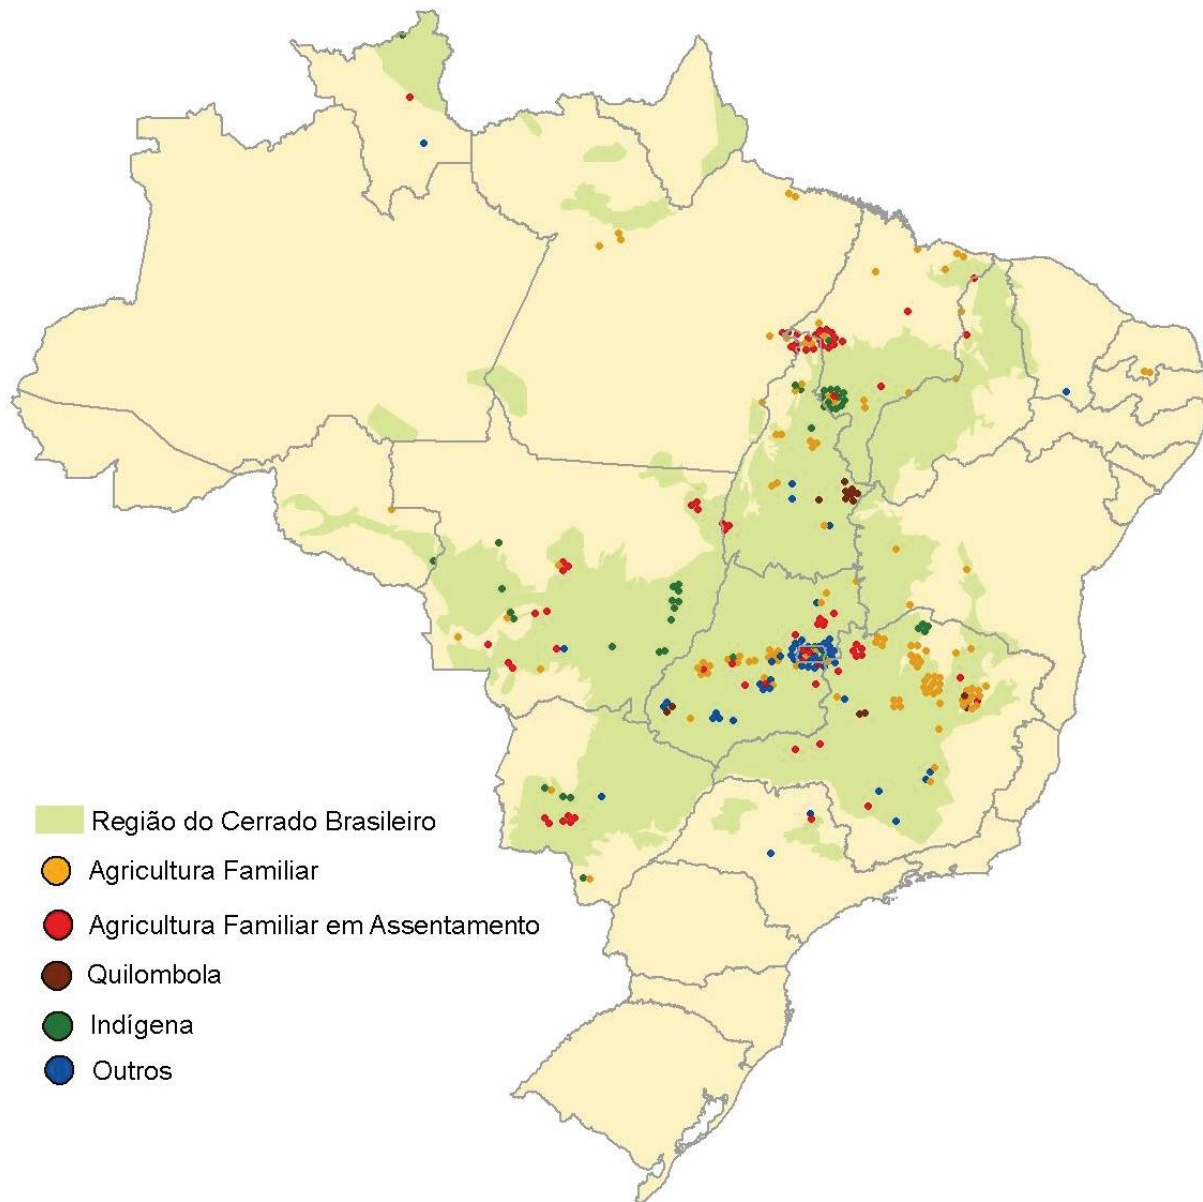 Região do Cerrado Brasileiro
Agricultura Familiar
Agricultura Familiar em Assentamento
Quilombola
Indígena
Outros